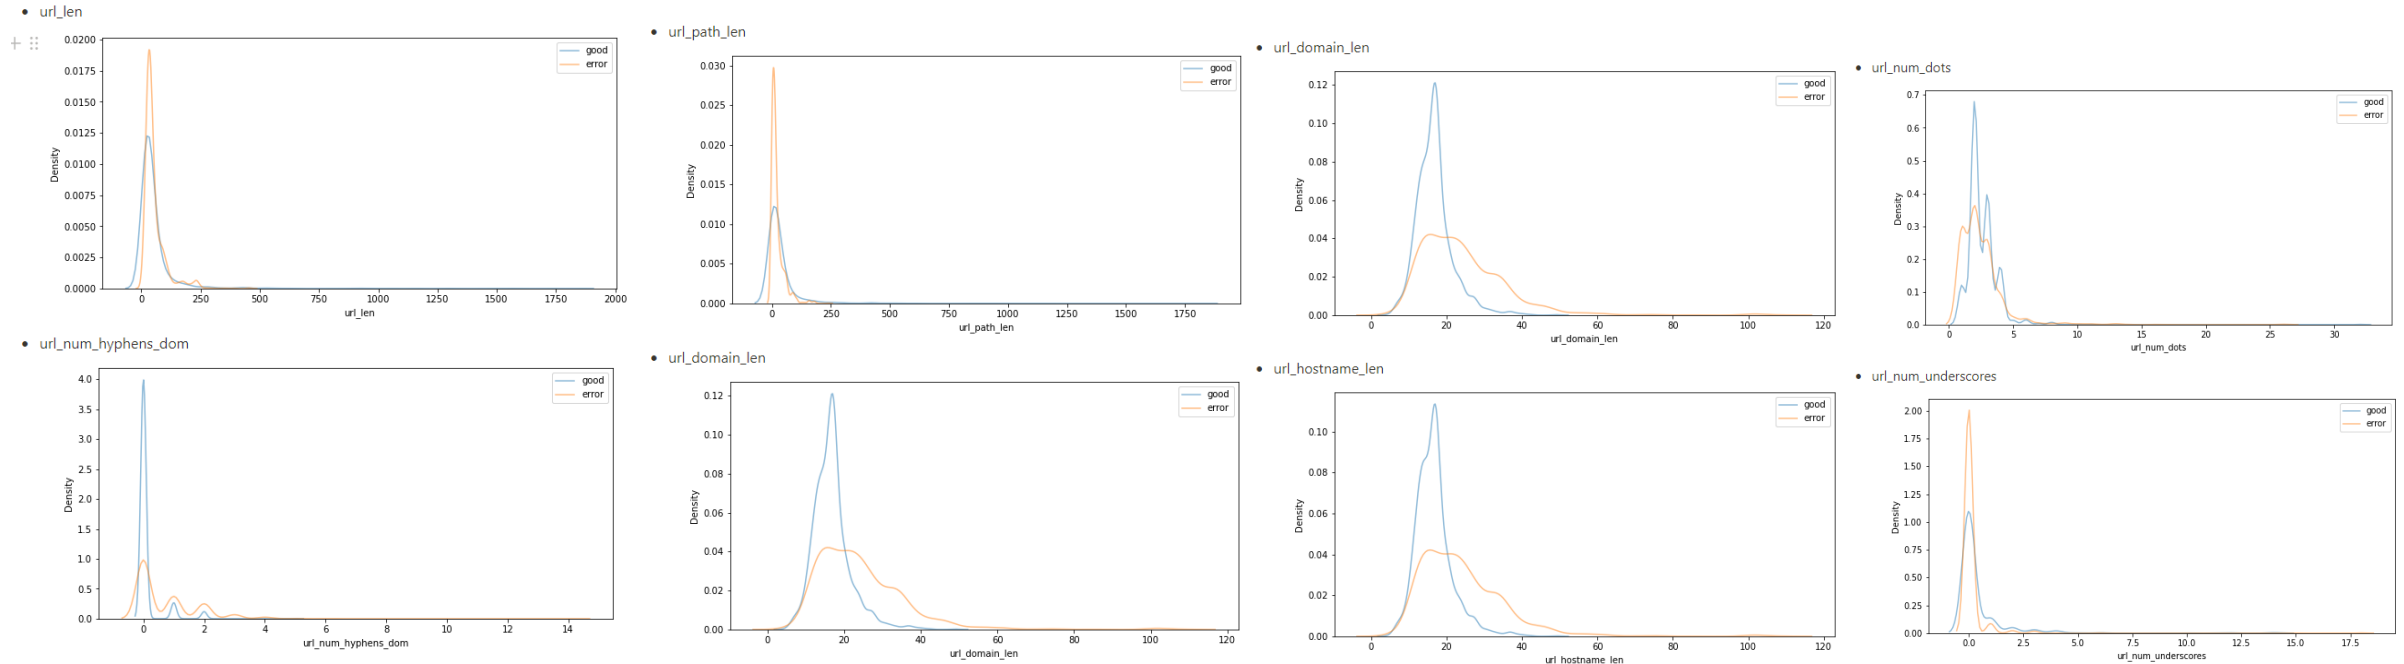 • url_len
good
error
0.0200
0.0175
0.0150
0.0125
0.0100
0.0075
0.0050
0.0025
0.0000
Density
0 250 500 750 1000 1250 1500 1750 2000
url_len
• url_path_len
good
error
0.030
0.025
0.020
0.015
0.010
0.005
0.000
Density
0 250 500 750 1000 1250 1500 1750
url_path_len
• url_domain_len
good
error
0.12
0.10
0.08
0.06
0.04
0.02
0.00
Density
0 20 40 60 80 100 120
url_domain_len
• url_num_dots
good
error
0.7
0.6
0.5
0.4
0.3
0.2
0.1
0.0
Density
0 5 10 15 20 25 30
url_num_dots
• url_num_hyphens_dom
good
error
4.0
3.5
3.0
2.5
2.0
1.5
1.0
0.5
0.0
Density
0 2 4 6 8 10 12 14
url_num_hyphens_dom
• url_domain_len
good
error
0.12
0.10
0.08
0.06
0.04
0.02
0.00
Density
0 20 40 60 80 100 120
url_domain_len
• url_hostname_len
good
error
0.10
0.08
0.06
0.04
0.02
0.00
Density
0 20 40 60 80 100 120
url_hostname_len
• url_num_underscores
good
error
2.00
1.75
1.50
1.25
1.00
0.75
0.50
0.25
0.00
Density
0.0 2.5 5.0 7.5 10.0 12.5 15.0 17.5
url_num_underscores